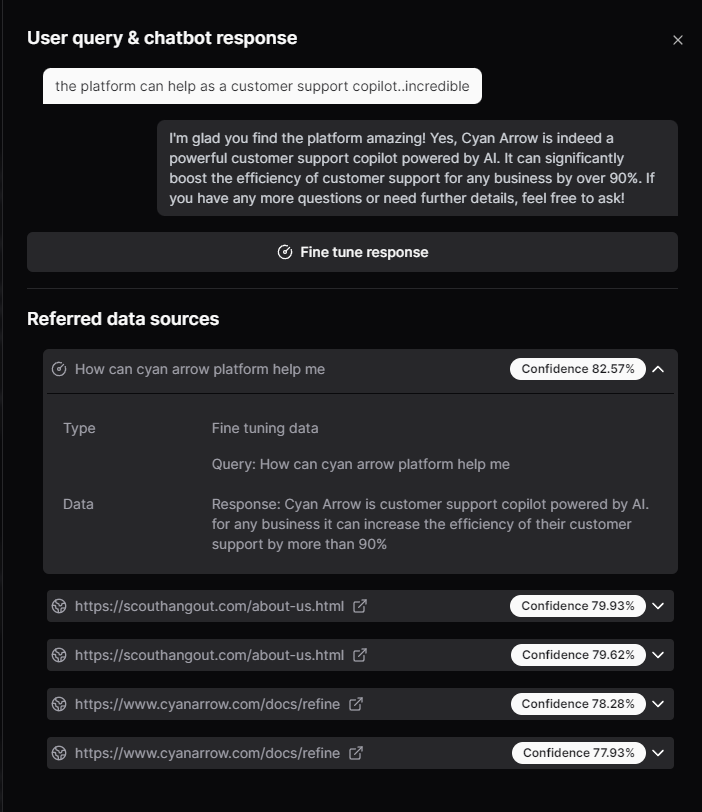 User query & chatbot response
the platform can help as a customer support copilot..incredible
I'm glad you find the platform amazing! Yes, Cyan Arrow is indeed a
powerful customer support copilot powered by AI. It can significantly
boost the efficiency of customer support for any business by over 90%. If
you have any more questions or need further details, feel free to ask!
Fine tune response
Referred data sources
How can cyan arrow platform help me Confidence 82.57%
Type Fine tuning data
Query: How can cyan arrow platform help me
Data Response: Cyan Arrow is customer support copilot powered by AI.
for any business it can increase the efficiency of their customer
support by more than 90%
https://scouthangout.com/about-us.html Confidence 79.93%
https://scouthangout.com/about-us.html Confidence 79.62%
https://www.cyanarrow.com/docs/refine Confidence 78.28%
https://www.cyanarrow.com/docs/refine Confidence 77.93%